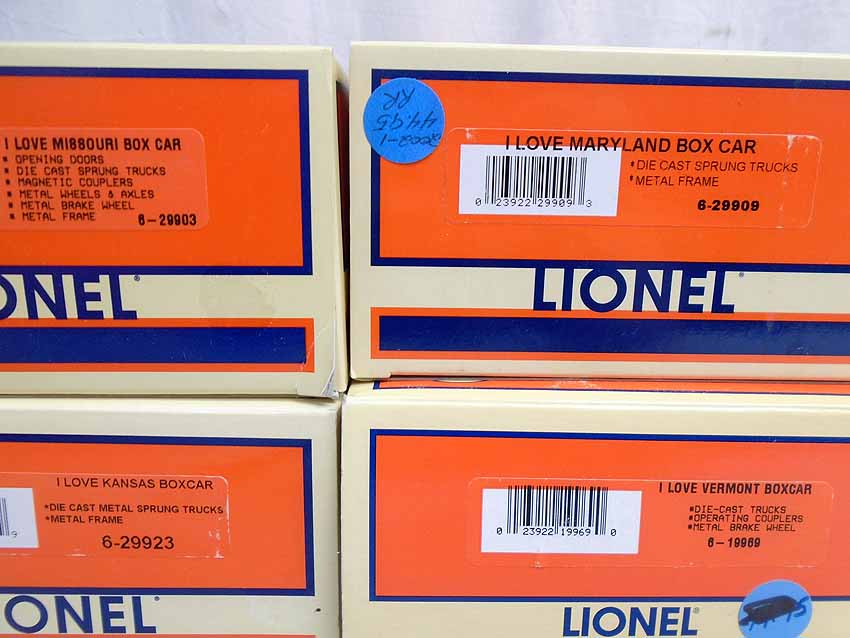 I LOVE MISSOURI BOX CAR
OPENING DOORS
DIE CAST SPRUNG TRUCKS
MAGNETIC COUPLERS
METAL WHEELS & AXLES
METAL BRAKE WHEEL
METAL FRAME
6-29903
ONEL
2002-1
44.95
RR
I LOVE MARYLAND BOX CAR
*DIE CAST SPRUNG TRUCKS
*METAL FRAME
0 23922 29909 3
6-29909
LIONEL
I LOVE KANSAS BOXCAR
*DIE CAST METAL SPRUNG TRUCKS
*METAL FRAME
9
6-29923
ONEL
I LOVE VERMONT BOXCAR
*DIE-CAST TRUCKS
*OPERATING COUPLERS
*METAL BRAKE WHEEL
0 23922 19969 0
6-19969
LIONEL